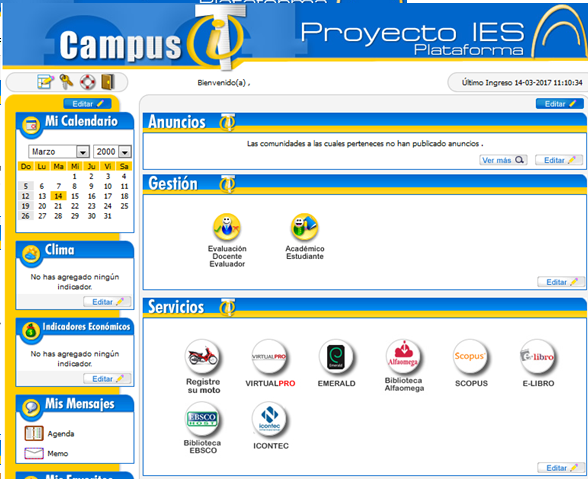 Plataforma
Campus iT
Proyecto IES
Plataforma
Bienvenido(a) .
Último Ingreso 14-03-2017 11:10:34
Editar
Mi Calendario
Marzo 2000
Do Lu Ma Mi Ju Vi Sa
1 2 3 4
5 6 7 8 9 10 11
12 13 14 15 16 17 18
19 20 21 22 23 24 25
26 27 28 29 30 31
Clima
No has agregado ningún
indicador.
Editar
Indicadores Económicos
No has agregado ningún
indicador.
Editar
Mis Mensajes
Agenda
Memo
Mis Favoritos
Editar
Anuncios
Las comunidades a las cuales perteneces no han publicado anuncios .
Ver más Editar
Gestión
Evaluación
Docente
Evaluador
Académico
Estudiante
Editar
Servicios
Registre
su moto
VIRTUALPRO
VIRTUALPRO
Emerald
EMERALD
Alfaomega
Biblioteca
Alfaomega
Scopus
SCOPUS
E-libro
E-LIBRO
EBSCO
HOST
Biblioteca
EBSCO
icontec
ICONTEC
Editar